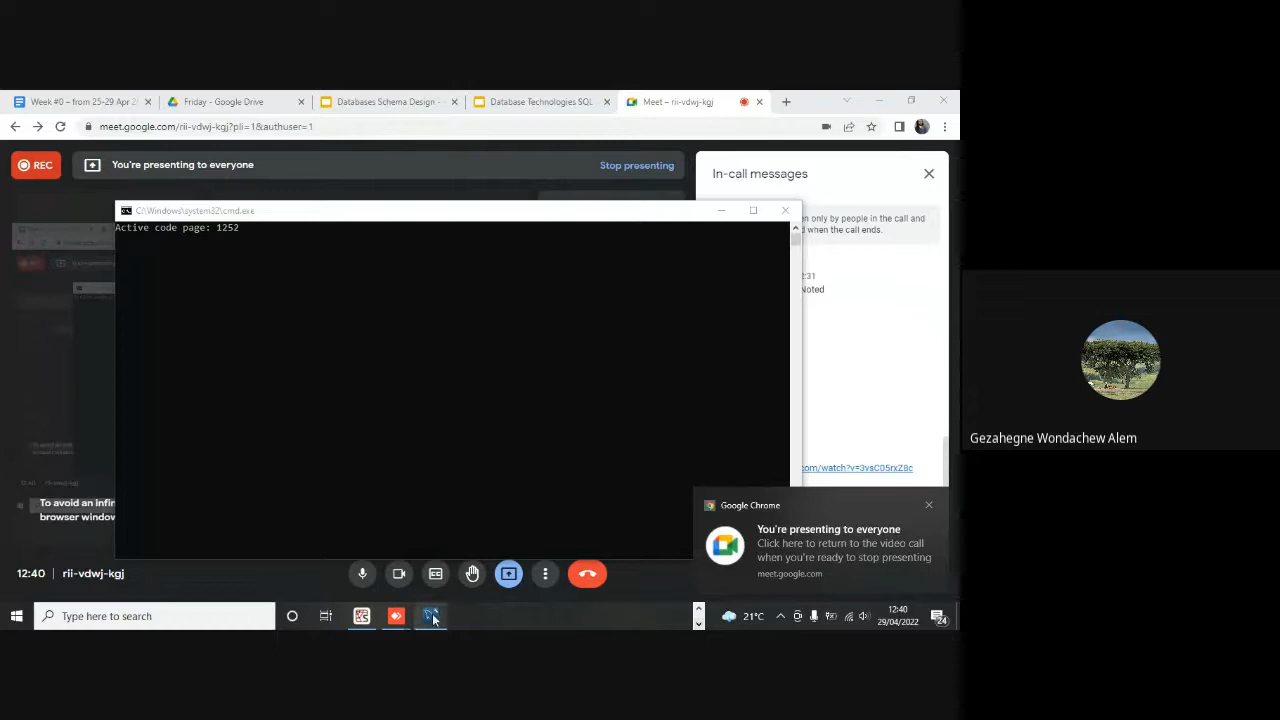 Week #0 – from 25-29 Apr 2
Friday - Google Drive
Databases Schema Design -
Database Technologies SQL
Meet – rii-vdwj-kgj
meet.google.com/rii-vdwj-kgj?pli=1&authuser=1
REC
You're presenting to everyone
Stop presenting
In-call messages
C:\Windows\system32\cmd.exe
Active code page: 1252
en only by people in the call and
d when the call ends.
2:31
Noted
com/watch?v=3vsC05rxZ8c
To avoid an infin
browser window
Google Chrome
You're presenting to everyone
Click here to return to the video call
when you're ready to stop presenting
meet.google.com
12:40
rii-vdwj-kgj
Type here to search
21°C
12:40
29/04/2022
24
Gezahegne Wondachew Alem